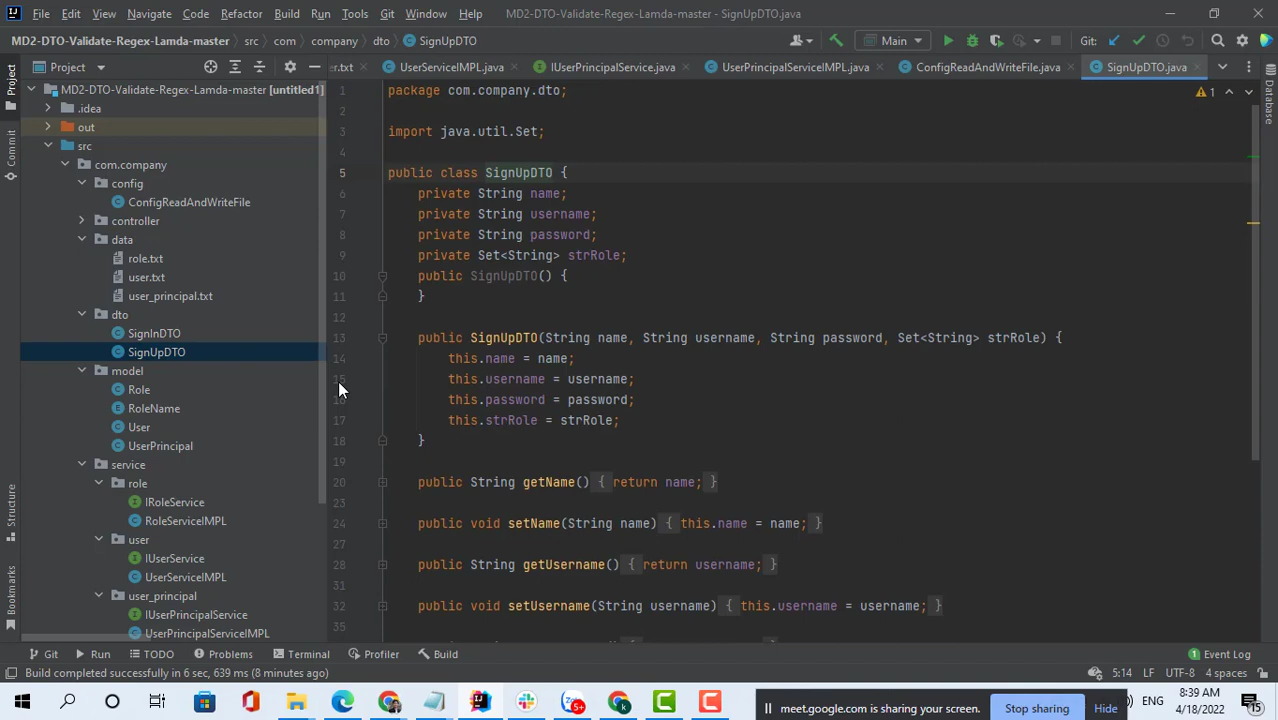 File Edit View Navigate Code Refactor Build Run Tools Git Window Help MD2-DTO-Validate-Regex-Lamda-master - SignUpDTO.java
MD2-DTO-Validate-Regex-Lamda-master src com company dto SignUpDTO Main Git:
Project er.txt UserServiceIMPL.java IUserPrincipalService.java UserPrincipalServiceIMPL.java ConfigReadAndWriteFile.java SignUpDTO.java
Project
Commit
Structure
Bookmarks
Database
MD2-DTO-Validate-Regex-Lamda-master [untitled1]
.idea
out
src
com.company
config
ConfigReadAndWriteFile
controller
data
role.txt
user.txt
user_principal.txt
dto
SignInDTO
SignUpDTO
model
Role
RoleName
User
UserPrincipal
service
role
IRoleService
RoleServiceIMPL
user
IUserService
UserServiceIMPL
user_principal
IUserPrincipalService
UserPrincipalServiceIMPL
1 package com.company.dto; 1
2
3 import java.util.Set;
4
5 public class SignUpDTO {
6 private String name;
7 private String username;
8 private String password;
9 private Set<String> strRole;
10 public SignUpDTO() {
11 }
12
13 public SignUpDTO(String name, String username, String password, Set<String> strRole) {
14 this.name = name;
15 this.username = username;
16 this.password = password;
17 this.strRole = strRole;
18 }
19
20 public String getName() { return name; }
23
24 public void setName(String name) { this.name = name; }
27
28 public String getUsername() { return username; }
31
32 public void setUsername(String username) { this.username = username; }
35
Git Run TODO Problems Terminal Profiler Build 1 Event Log
Build completed successfully in 6 sec, 639 ms (8 minutes ago) 5:14 LF UTF-8 4 spaces
5+ k meet.google.com is sharing your screen. Stop sharing Hide ENG 8:39 AM
4/18/2022 15